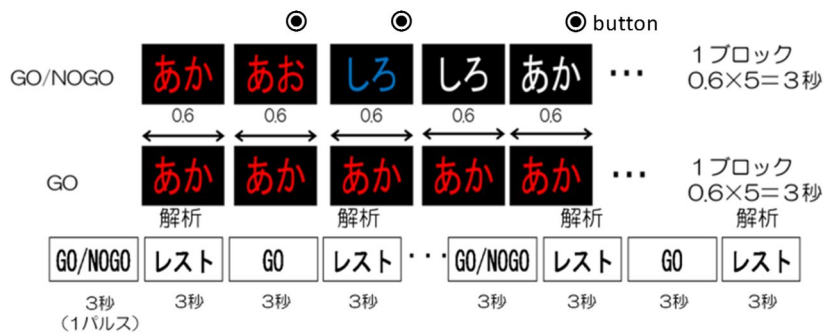 button
GO/NOGO あか あお しろ しろ あか ・・・ 1ブロック
0.6×5=3秒
0.6 0.6 0.6 0.6 0.6
GO あか あか あか あか あか ・・・ 1ブロック
0.6×5=3秒
解析 解析 解析 解析
GO/NOGO レスト GO レスト ・・・ GO/NOGO レスト GO レスト
3秒 3秒 3秒 3秒 3秒 3秒 3秒 3秒
(1パルス)